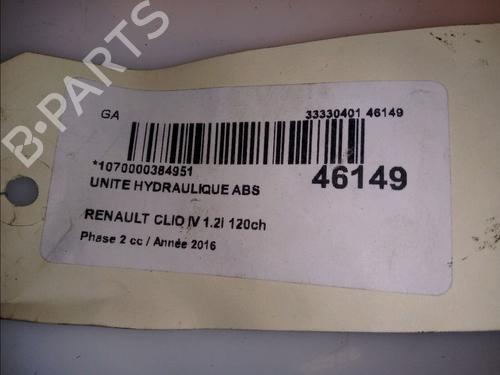 B-PARTS
GA
33330401 46149
*1070000384951
UNITE HYDRAULIQUE ABS
46149
RENAULT CLIO IV 1.2i 120ch
Phase 2 cc / Année 2016